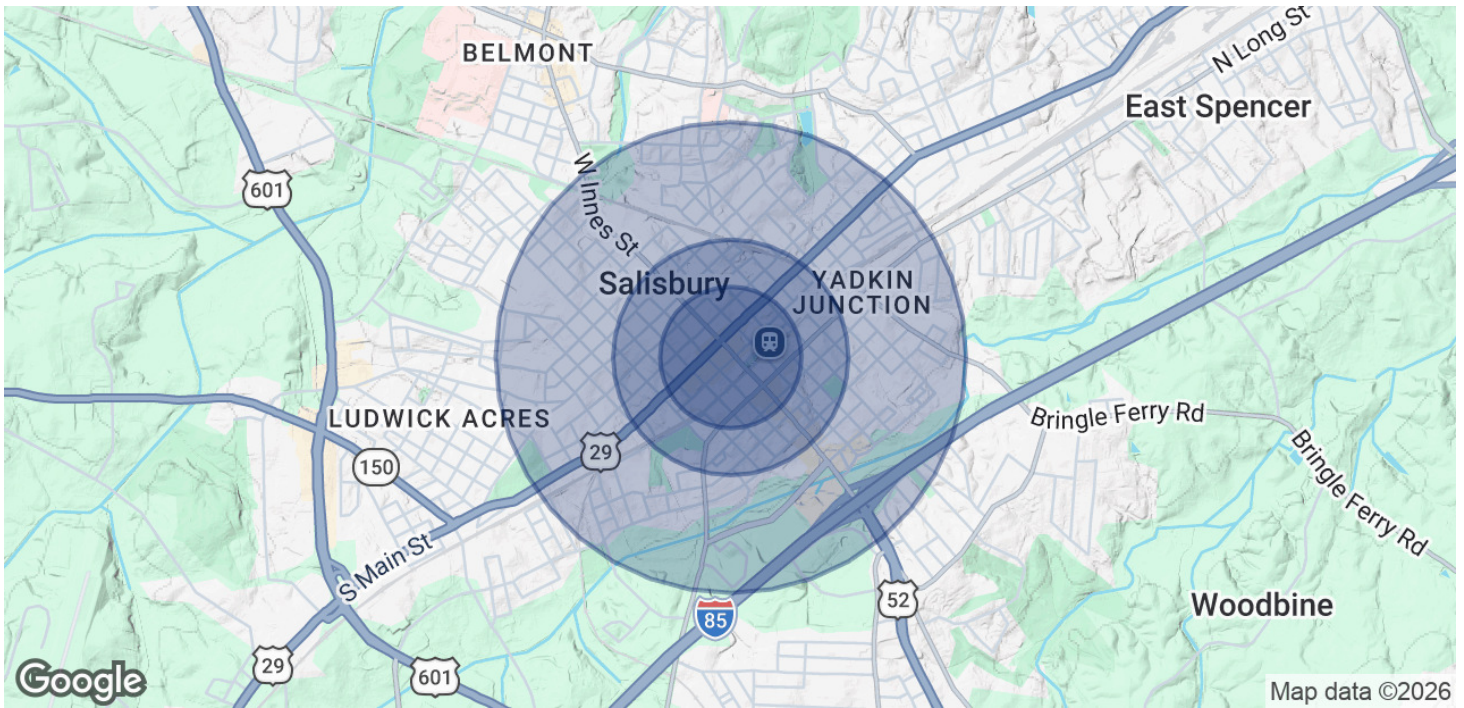 BELMONT
N Long St
East Spencer
601
W Innes St
Salisbury
YADKIN
JUNCTION
LUDWICK ACRES
Bringle Ferry Rd
29
150
Bringle Ferry Rd
S Main St
52
Woodbine
85
29
601
Google
Map data ©2026